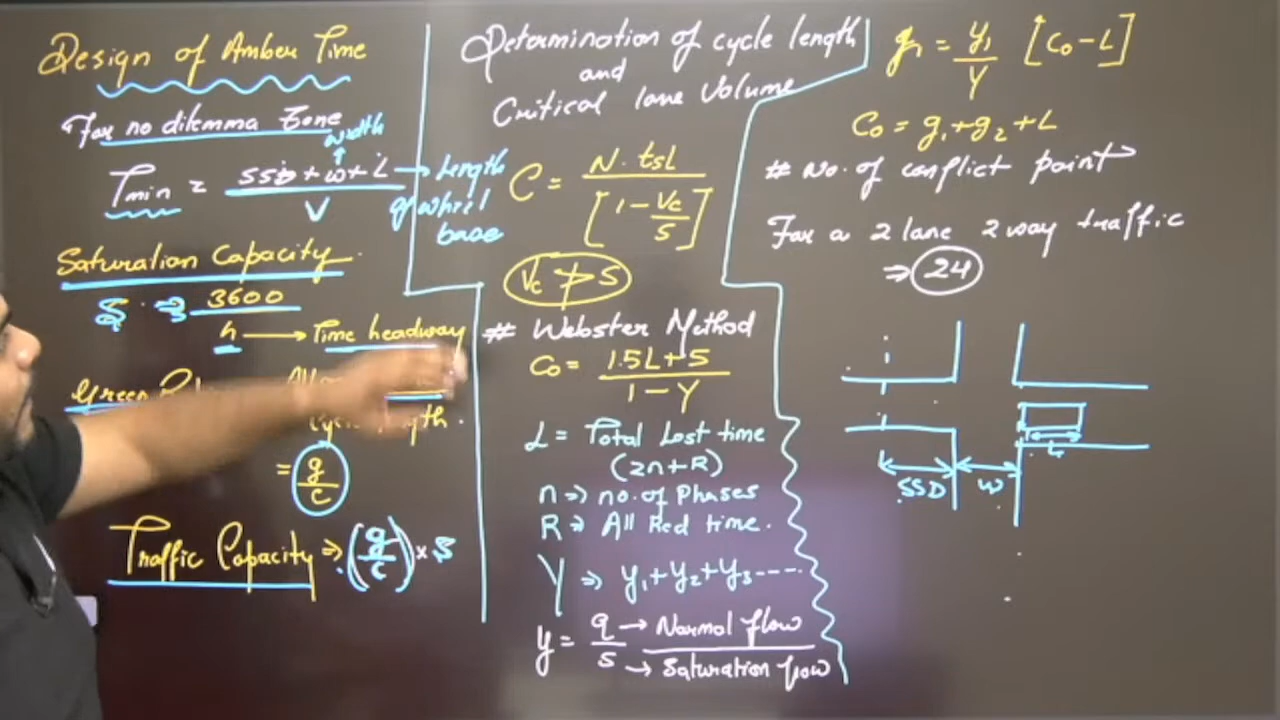 Design of Amber Time
For no dilemma Zone
width
Tmin = SSD + w + L → Length
V
of wheel
base
Saturation Capacity
S ⇒ 3600
h → Time headway
Green
length.
= g
c
Traffic Capacity ⇒ (g/c) × S
Determination of cycle length
and
Critical lane Volume
C = N. tsL
[1 - Vc/S]
Vc ≯ S
# Webster Method
Co = 1.5L + 5
1 - Y
L = Total Lost time
(2n + R)
n ⇒ no. of Phases
R ⇒ All Red time.
Y ⇒ y1 + y2 + y3 ----
y = q → Normal flow
s → Saturation flow
g1 = y1/Y [Co - L]
Co = g1 + g2 + L
# No. of conflict point
For a 2 lane 2 way traffic
⇒ 24
L
SSD w